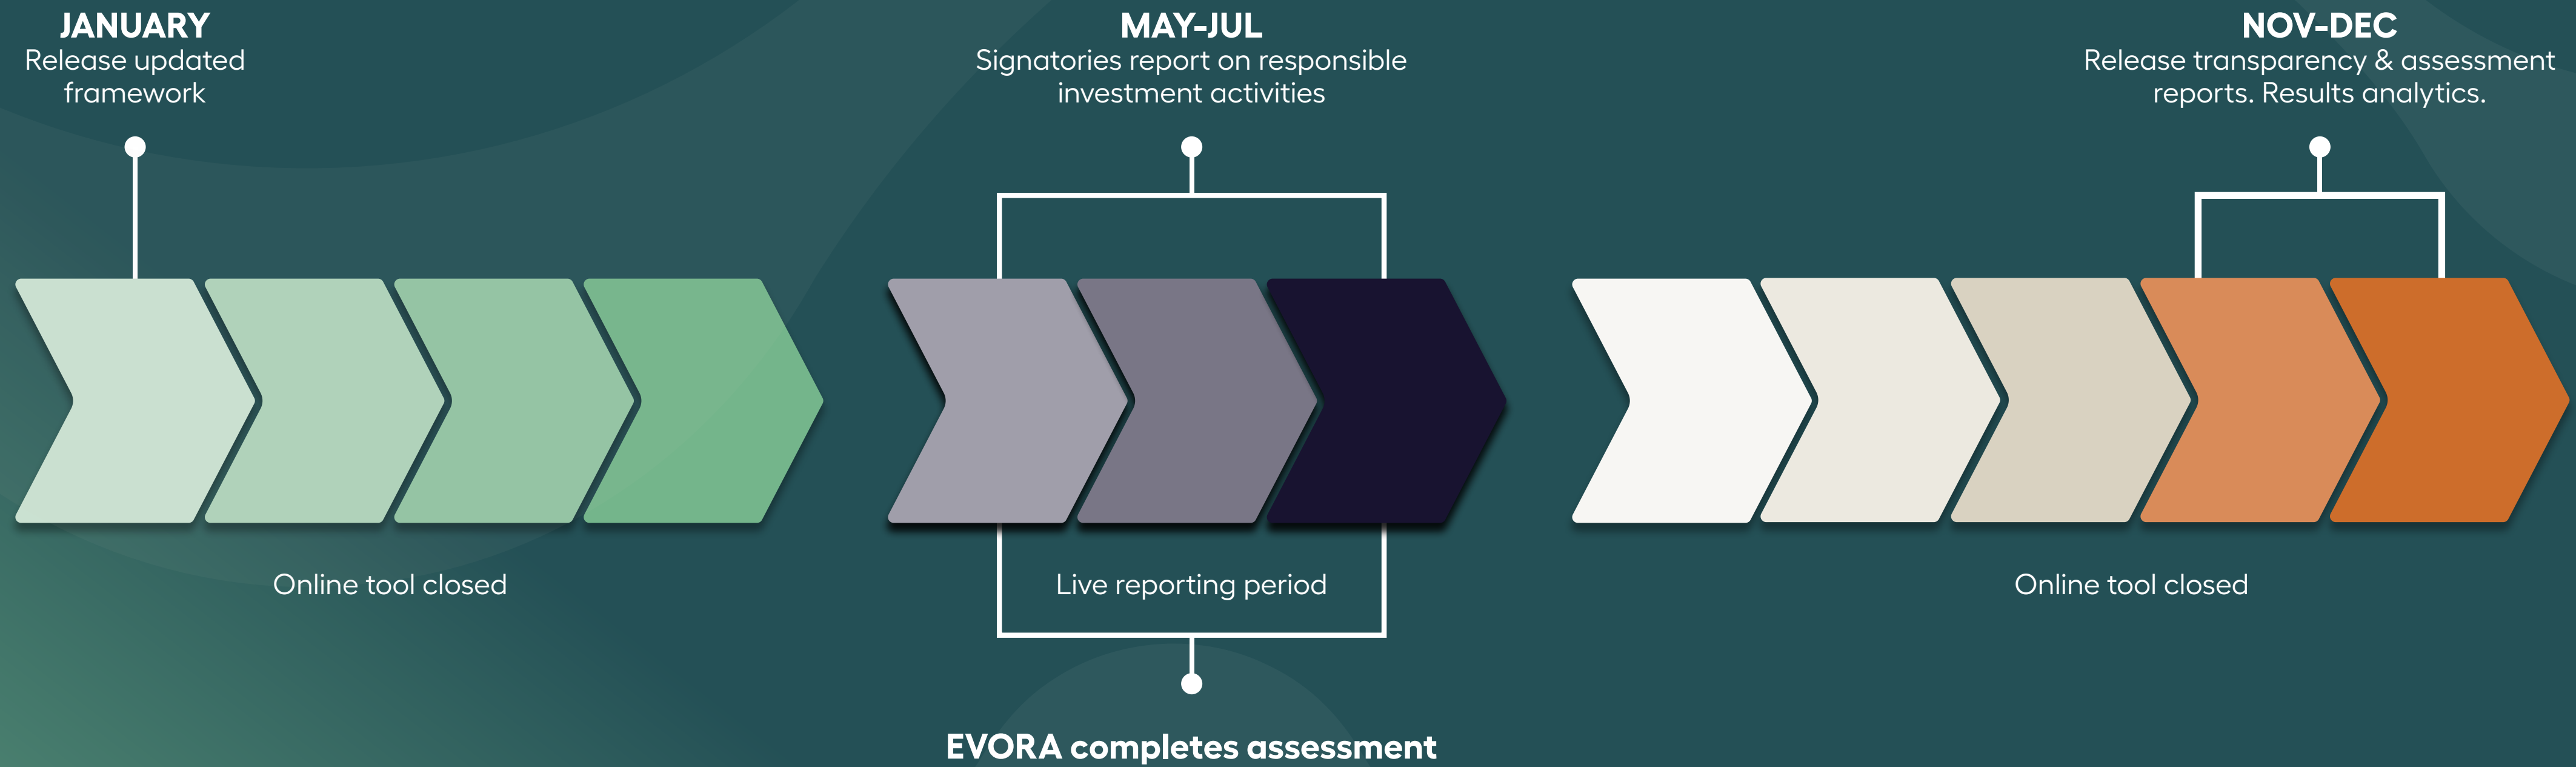 JANUARY
Release updated
framework
MAY-JUL
Signatories report on responsible
investment activities
NOV-DEC
Release transparency & assessment
reports. Results analytics.
Online tool closed
Live reporting period
Online tool closed
EVORA completes assessment